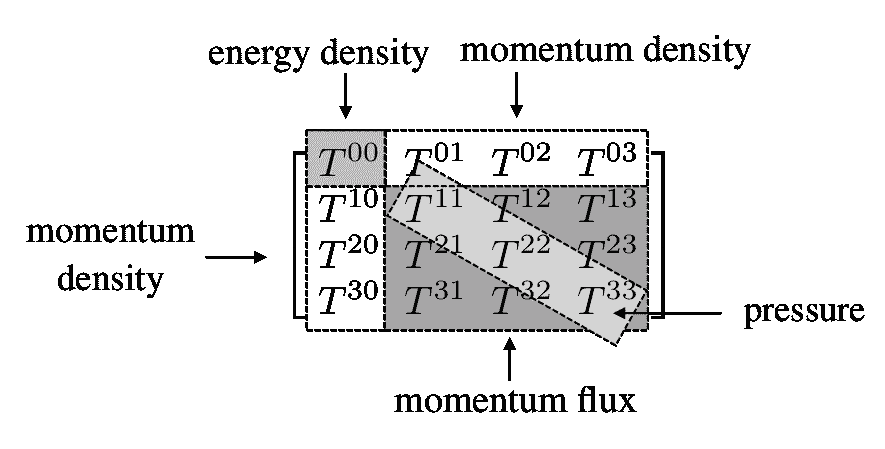 energy density momentum density
T^{00} T^{01} T^{02} T^{03}
T^{10} T^{11} T^{12} T^{13}
momentum
density
T^{20} T^{21} T^{22} T^{23}
T^{30} T^{31} T^{32} T^{33}
pressure
momentum flux